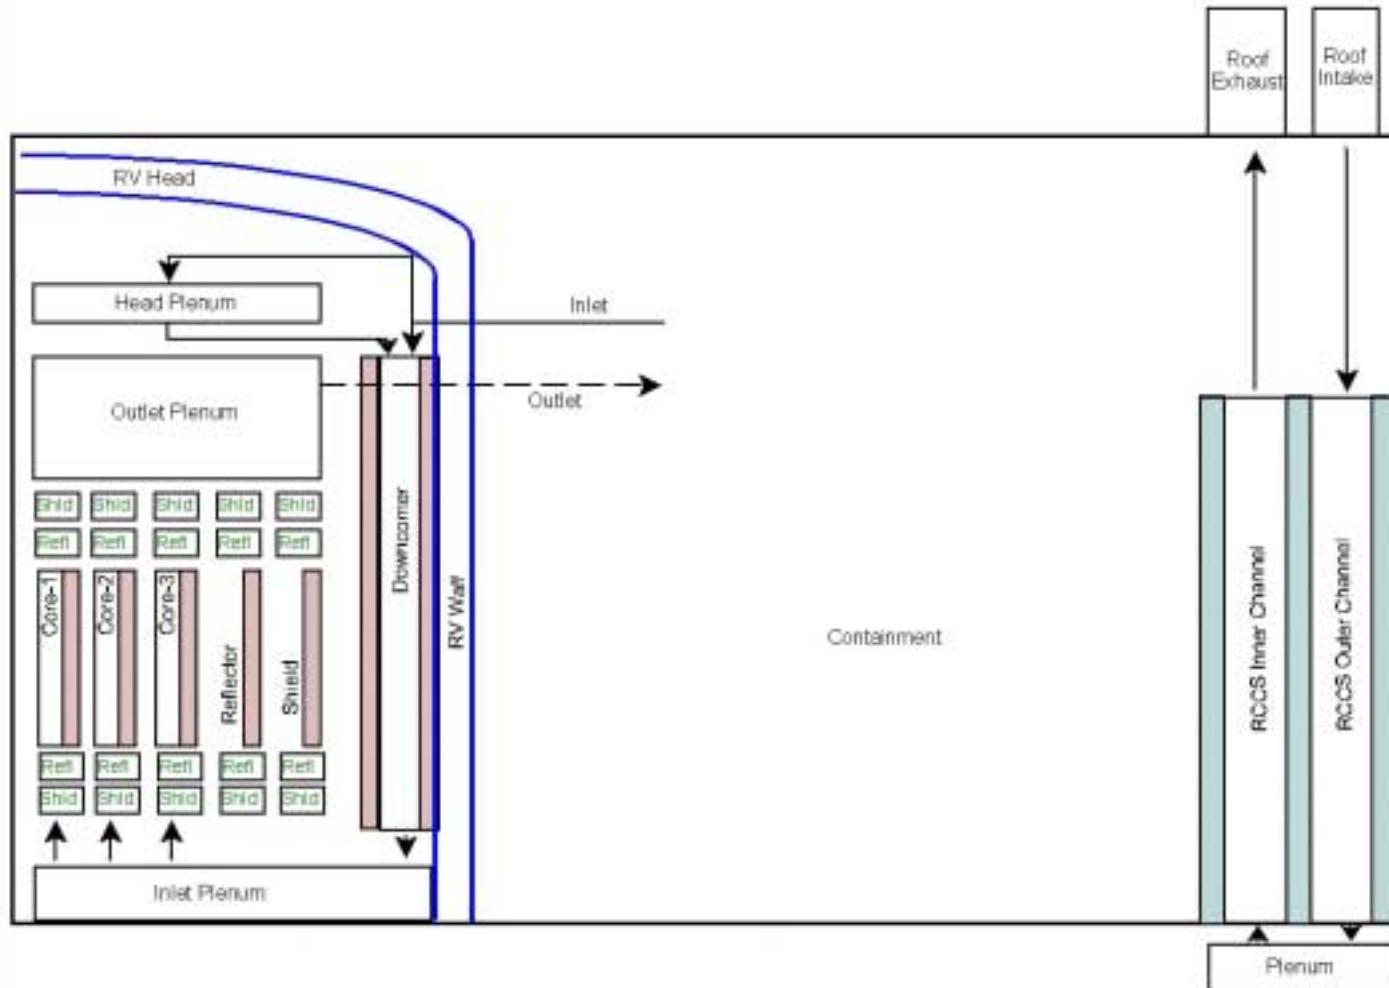 Roof
Exhaust
Roof
Intake
RV Head
Head Plenum
Inlet
Outlet Plenum
Outlet
Shld
Shld
Shld
Shld
Shld
Refl
Refl
Refl
Refl
Refl
Core-1
Core-2
Core-3
Reflector
Shield
Downcomer
RV Wall
Containment
RCCS Inner Channel
RCCS Outer Channel
Refl
Refl
Refl
Refl
Refl
Shld
Shld
Shld
Shld
Shld
Inlet Plenum
Plenum